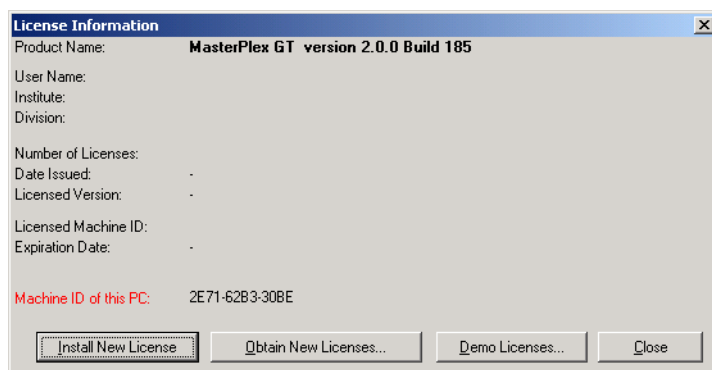 License Information
Product Name: MasterPlex GT version 2.0.0 Build 185
User Name:
Institute:
Division:
Number of Licenses:
Date Issued: -
Licensed Version: -
Licensed Machine ID:
Expiration Date: -
Machine ID of this PC: 2E71-62B3-30BE
Install New License Obtain New Licenses... Demo Licenses... Close